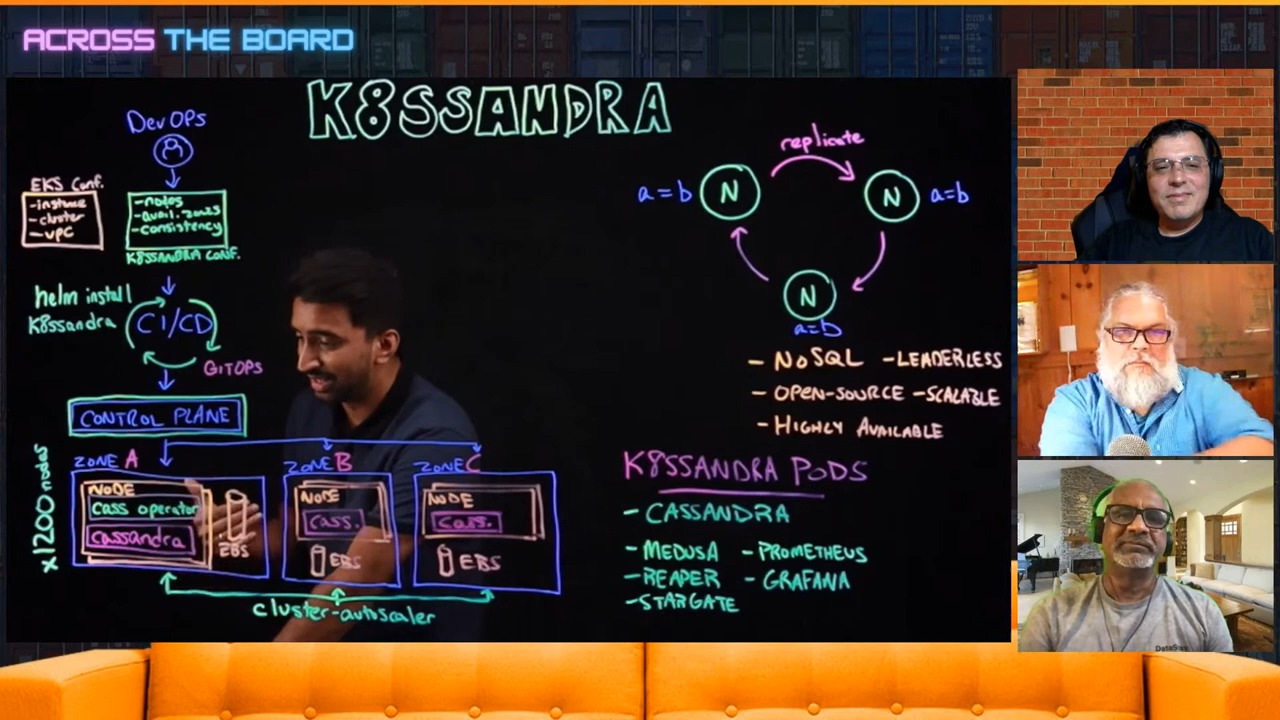 ACROSS THE BOARD
K8SSANDRA
DevOPs
EKS Conf.
-instance
-cluster
-VPC
-nodes
-avail. zones
-consistency
K8SSANDRA CONF.
helm install
K8ssandra
CI/CD
GITOPS
CONTROL PLANE
x1200 nodes
ZONE A
NODE
Cass operator
cassandra
EBS
ZONE B
NODE
Cass.
EBS
ZONE C
NODE
Cass.
EBS
cluster-autoscaler
replicate
a=b
N
N
a=b
N
a=b
- NoSQL - LEADERLESS
- OPEN-SOURCE - SCALABLE
- HIGHLY AVAILABLE
K8SSANDRA PODS
- CASSANDRA
- MEDUSA - PROMETHEUS
- REAPER - GRAFANA
- STARGATE